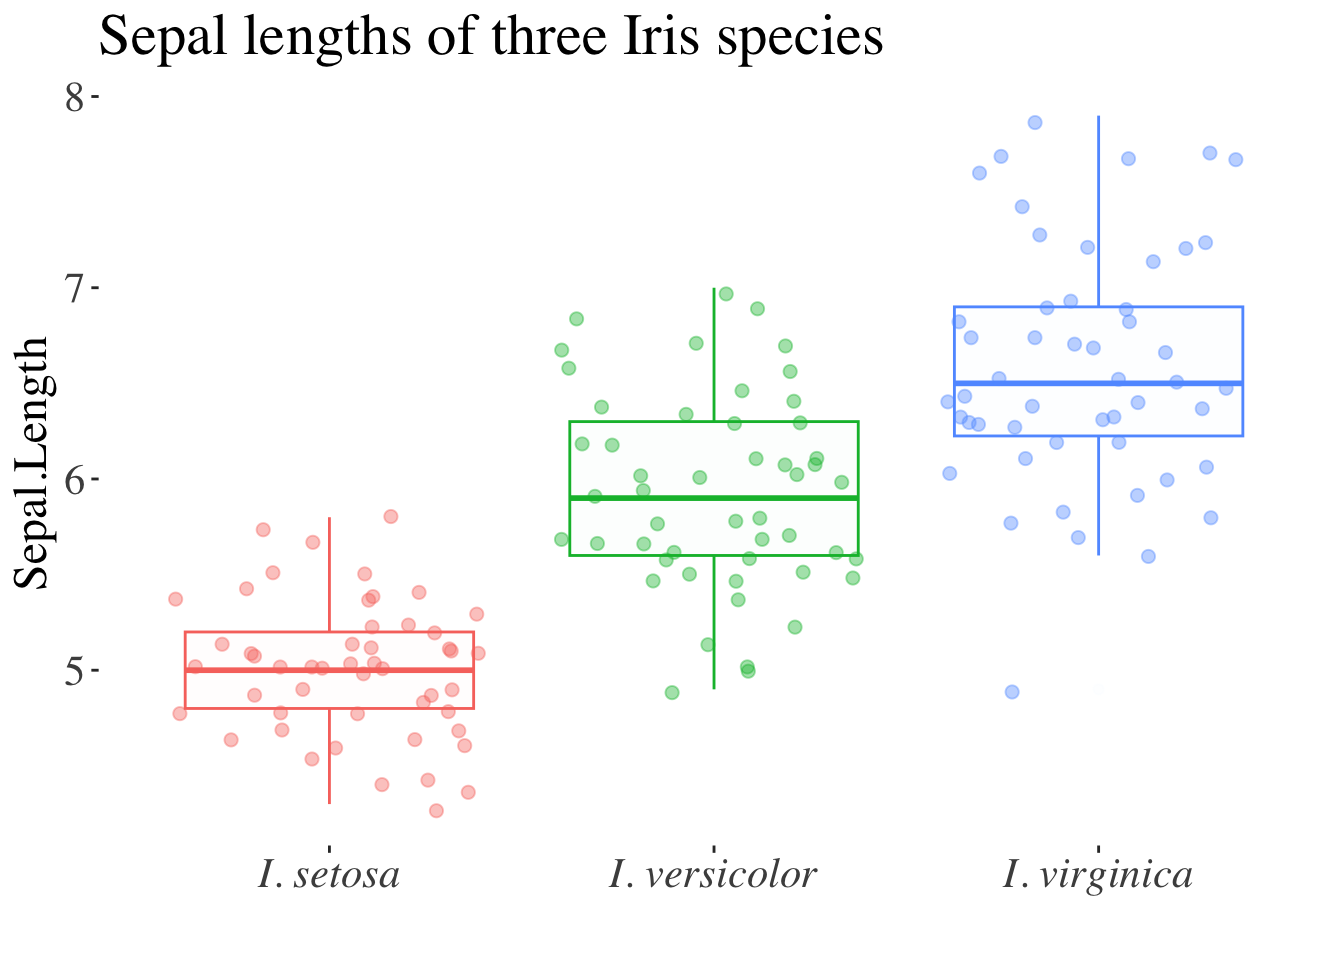 Sepal lengths of three Iris species
8
7
6
5
Sepal.Length
I. setosa
I. versicolor
I. virginica